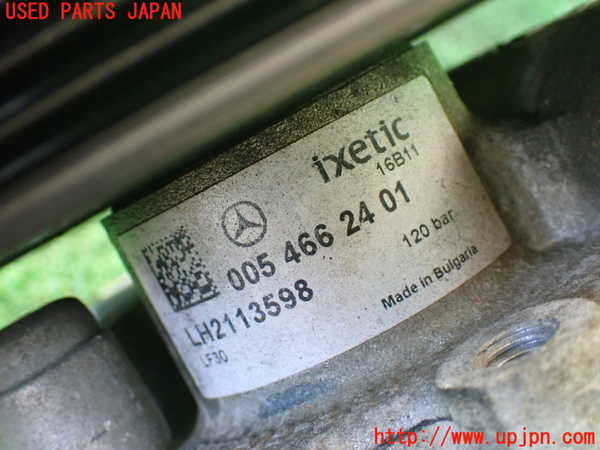 USED PARTS JAPAN
ixetic
16B11
005 466 24 01
120 bar
LH2113598
Made in Bulgaria
LF30
http://www.upjpn.com